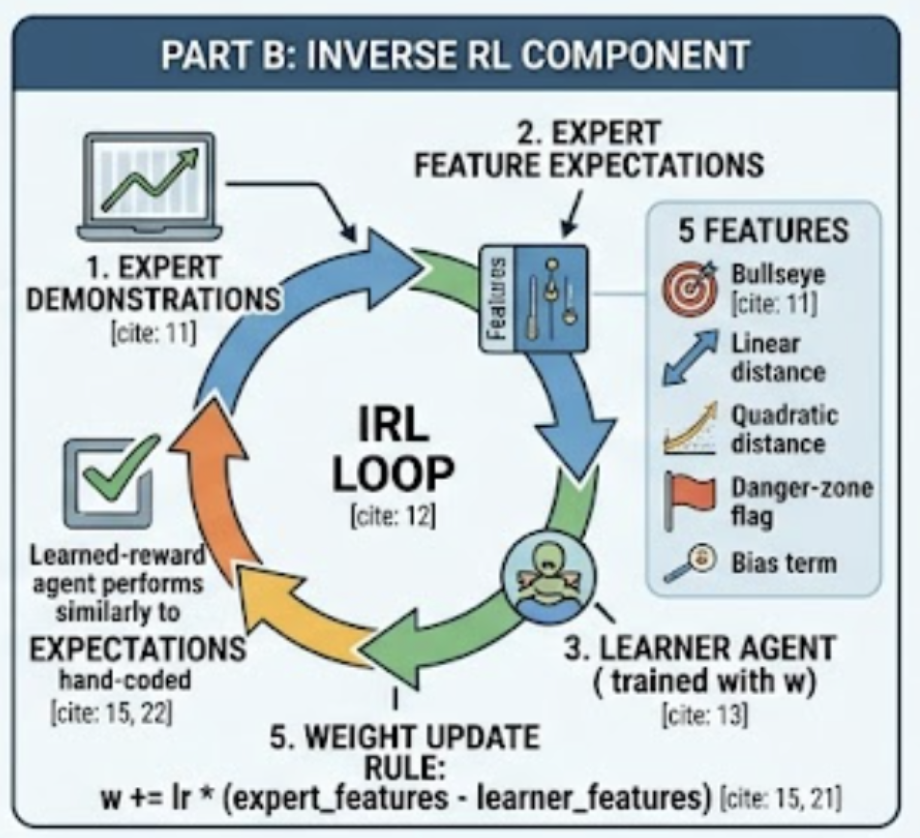 PART B: INVERSE RL COMPONENT
1. EXPERT
DEMONSTRATIONS
[cite: 11]
2. EXPERT
FEATURE EXPECTATIONS
Features
5 FEATURES
Bullseye
[cite: 11]
Linear
distance
Quadratic
distance
Danger-zone
flag
Bias term
IRL
LOOP
[cite: 12]
3. LEARNER AGENT
( trained with w)
[cite: 13]
Learned-reward
agent performs
similarly to
EXPECTATIONS
hand-coded
[cite: 15, 22]
5. WEIGHT UPDATE
RULE:
w += lr * (expert_features - learner_features) [cite: 15, 21]